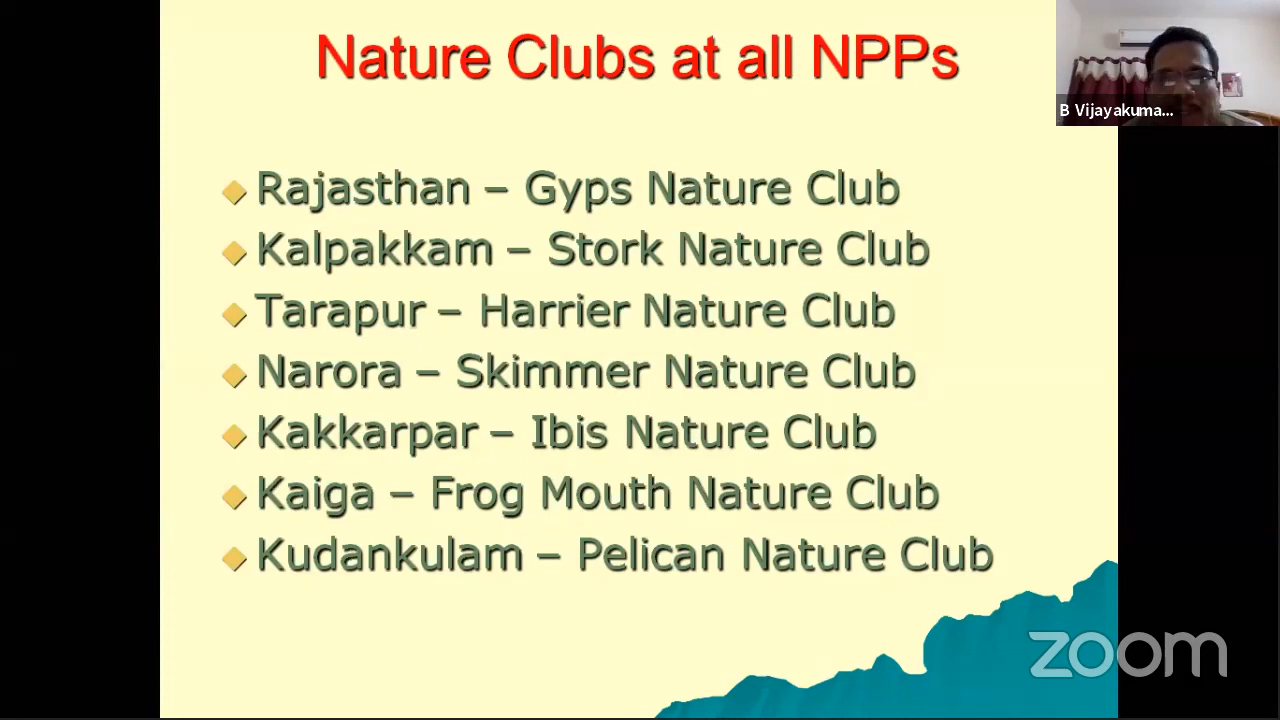 Nature Clubs at all NPPs
B Vijayakuma...
Rajasthan – Gyps Nature Club
Kalpakkam – Stork Nature Club
Tarapur – Harrier Nature Club
Narora – Skimmer Nature Club
Kakkarpar – Ibis Nature Club
Kaiga – Frog Mouth Nature Club
Kudankulam – Pelican Nature Club
zoom